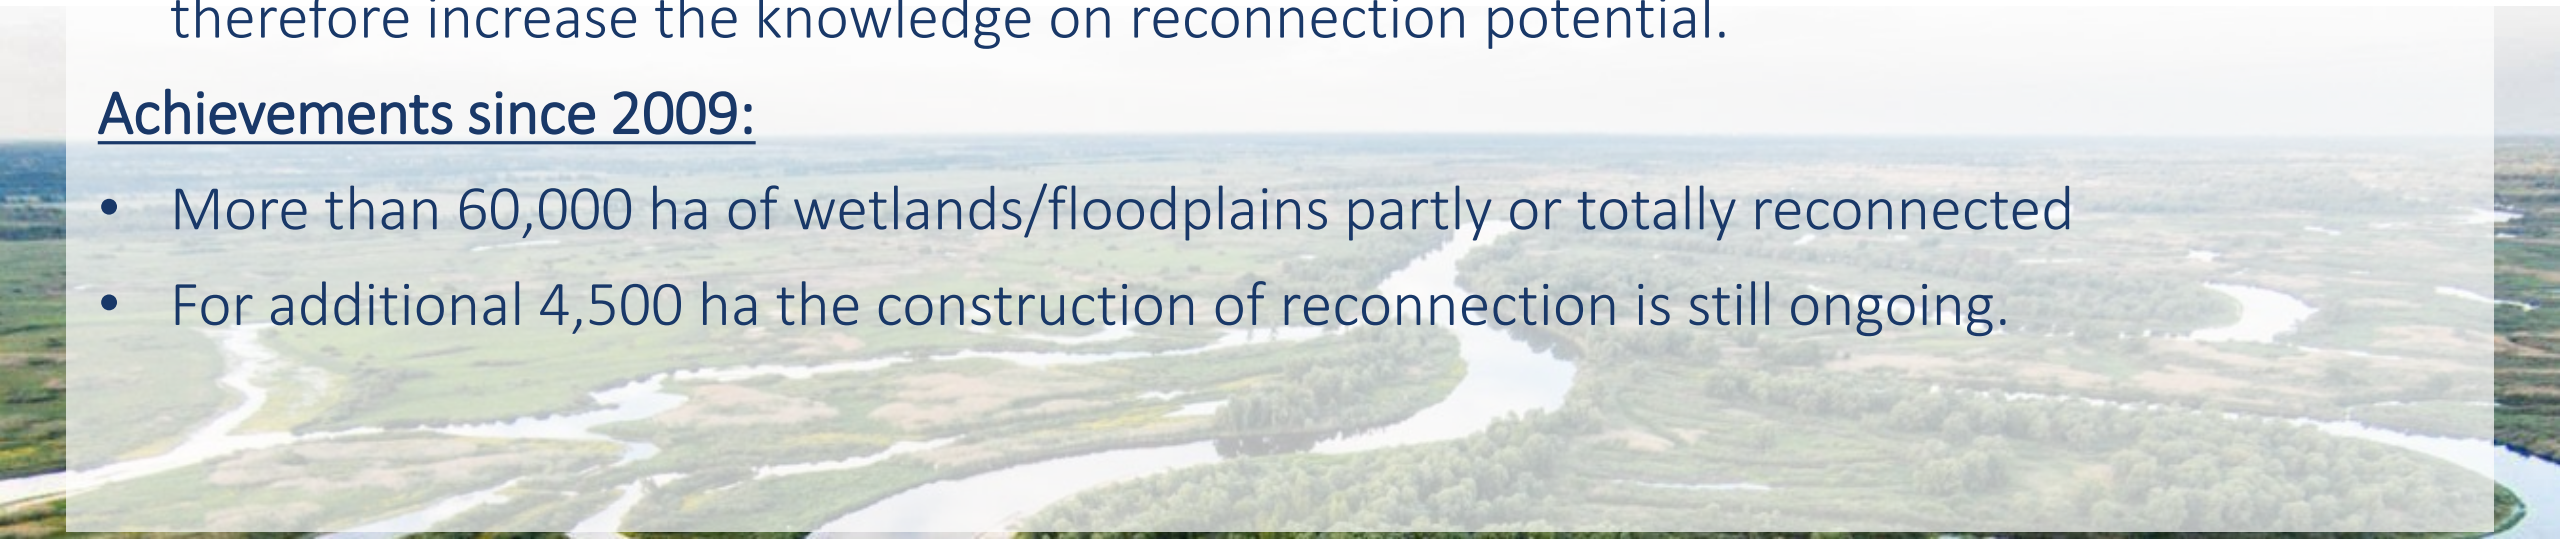 therefore increase the knowledge on reconnection potential.
Achievements since 2009:
• More than 60,000 ha of wetlands/floodplains partly or totally reconnected
• For additional 4,500 ha the construction of reconnection is still ongoing.